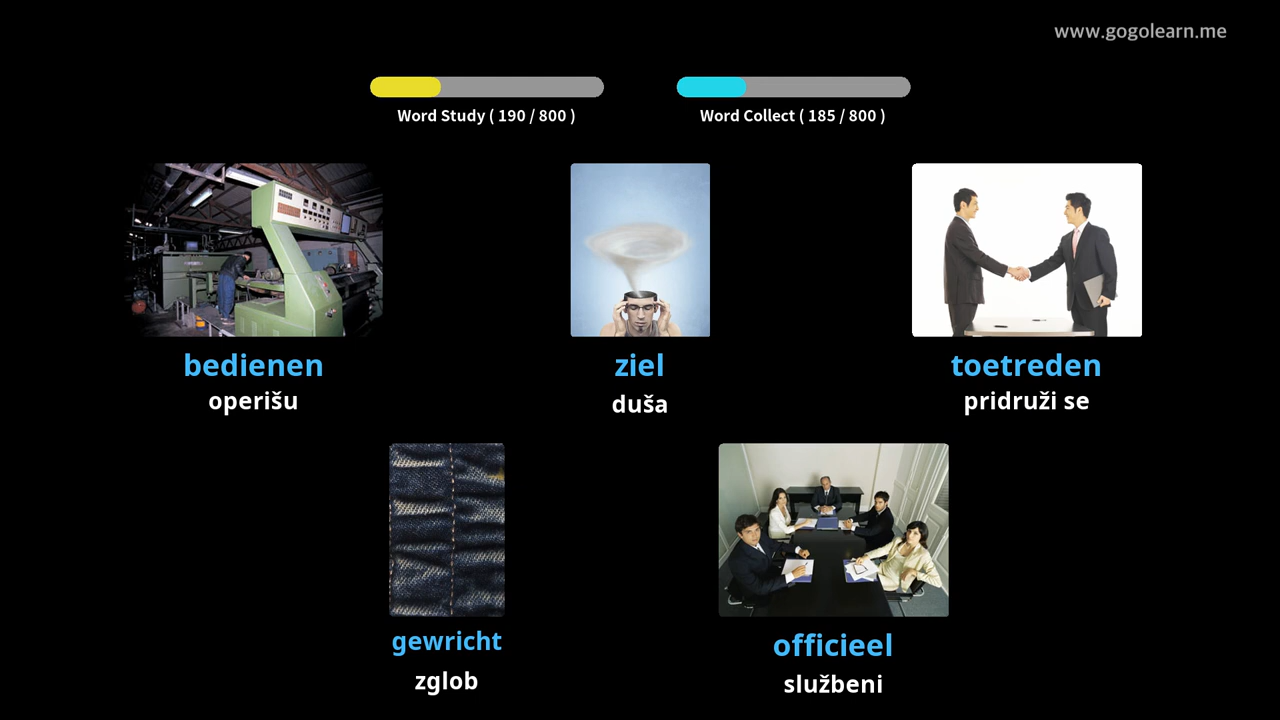 www.gogolearn.me
Word Study ( 190 / 800 )
Word Collect ( 185 / 800 )
bedienen
operišu
ziel
duša
toetreden
pridruži se
gewricht
zglob
officieel
službeni